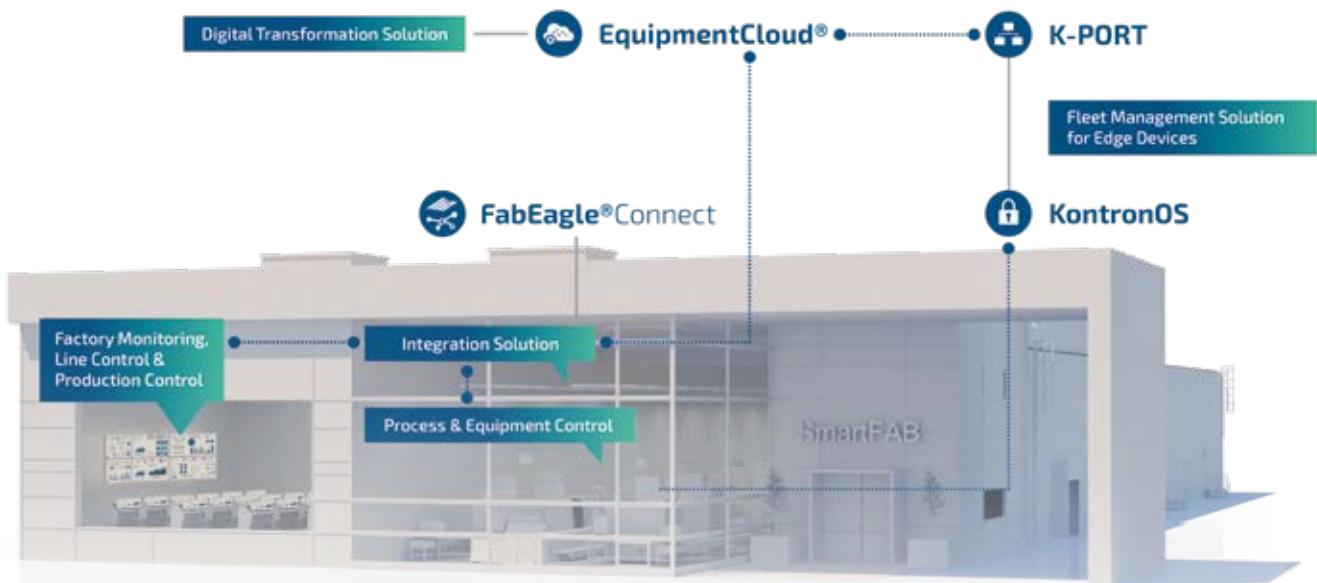 Digital Transformation Solution
EquipmentCloud®
K-PORT
Fleet Management Solution
for Edge Devices
FabEagle®Connect
KontronOS
Factory Monitoring,
Line Control &
Production Control
Integration Solution
Process & Equipment Control
SmartFAB